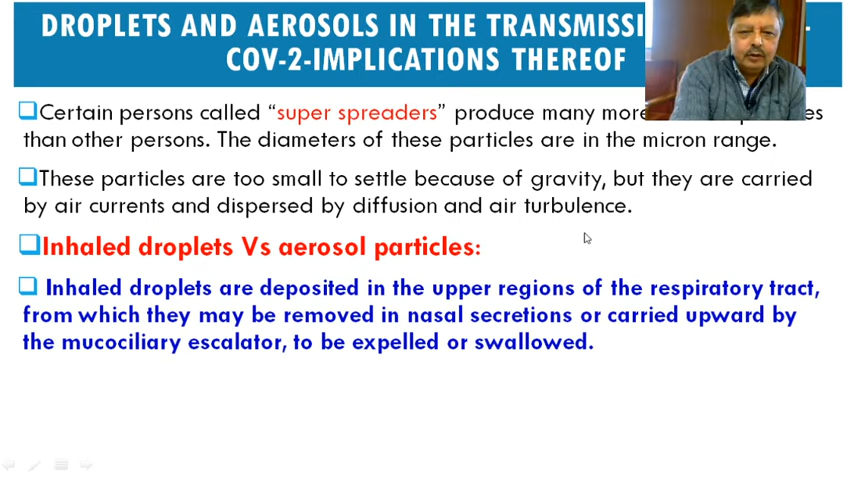 DROPLETS AND AEROSOLS IN THE
COV-2-IMPLICATIONS THEREOF
Certain persons called “super spreaders” produce many more
than other persons. The diameters of these particles are in the micron range.
These particles are too small to settle because of gravity, but they are carried
by air currents and dispersed by diffusion and air turbulence.
Inhaled droplets Vs aerosol particles:
Inhaled droplets are deposited in the upper regions of the respiratory tract,
from which they may be removed in nasal secretions or carried upward by
the mucociliary escalator, to be expelled or swallowed.